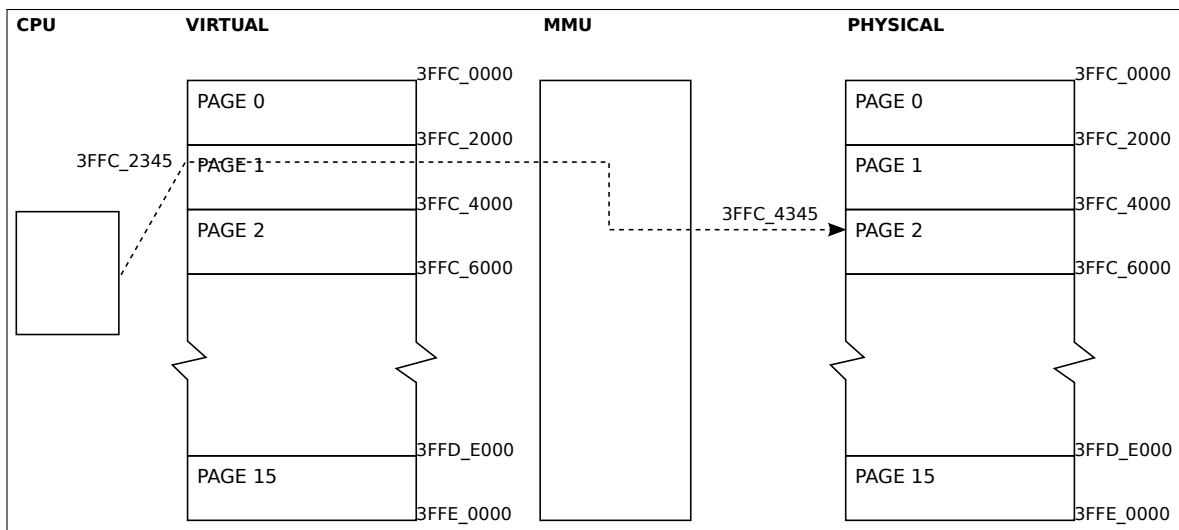 CPU VIRTUAL MMU PHYSICAL
3FFC_0000 3FFC_0000
PAGE 0 PAGE 0
3FFC_2000 3FFC_2000
3FFC_2345 PAGE 1 PAGE 1
3FFC_4000 3FFC_4000
3FFC_4345
PAGE 2 PAGE 2
3FFC_6000 3FFC_6000
3FFD_E000 3FFD_E000
PAGE 15 PAGE 15
3FFE_0000 3FFE_0000